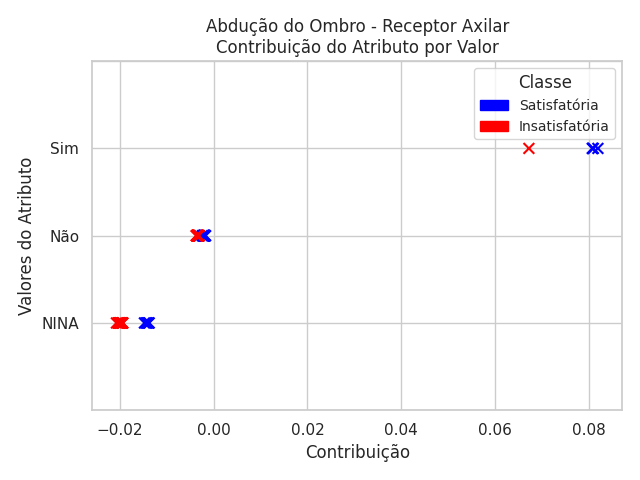 Abdução do Ombro - Receptor Axilar
Contribuição do Atributo por Valor
Classe
Satisfatória
Insatisfatória
Valores do Atributo
Sim
Não
NINA
−0.02 0.00 0.02 0.04 0.06 0.08
Contribuição